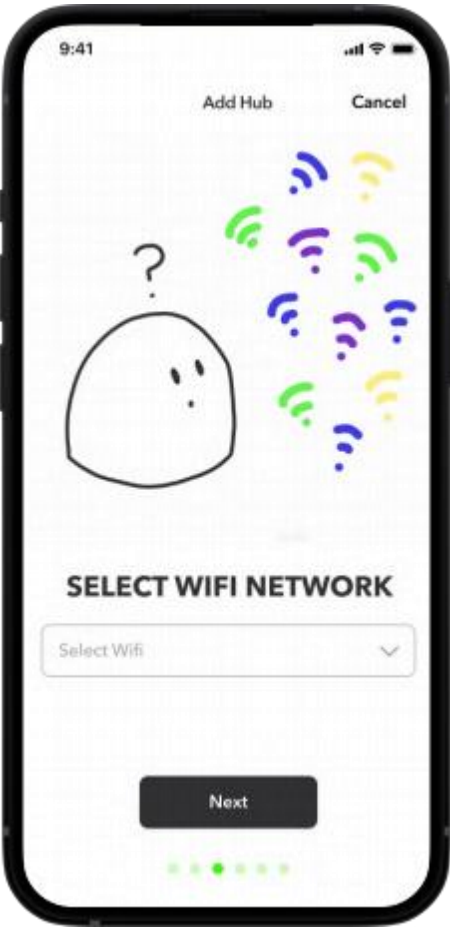 9:41
Add Hub Cancel
?
SELECT WIFI NETWORK
Select Wifi
Next